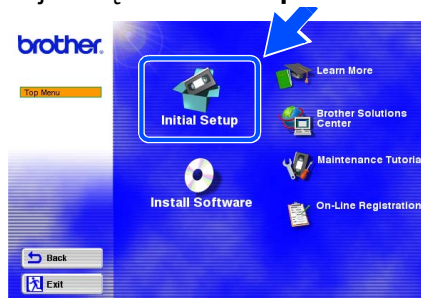 brother.
Top Menu
Initial Setup
Install Software
Learn More
Brother Solutions
Center
Maintenance Tutoria
On-Line Registration
Back
Exit